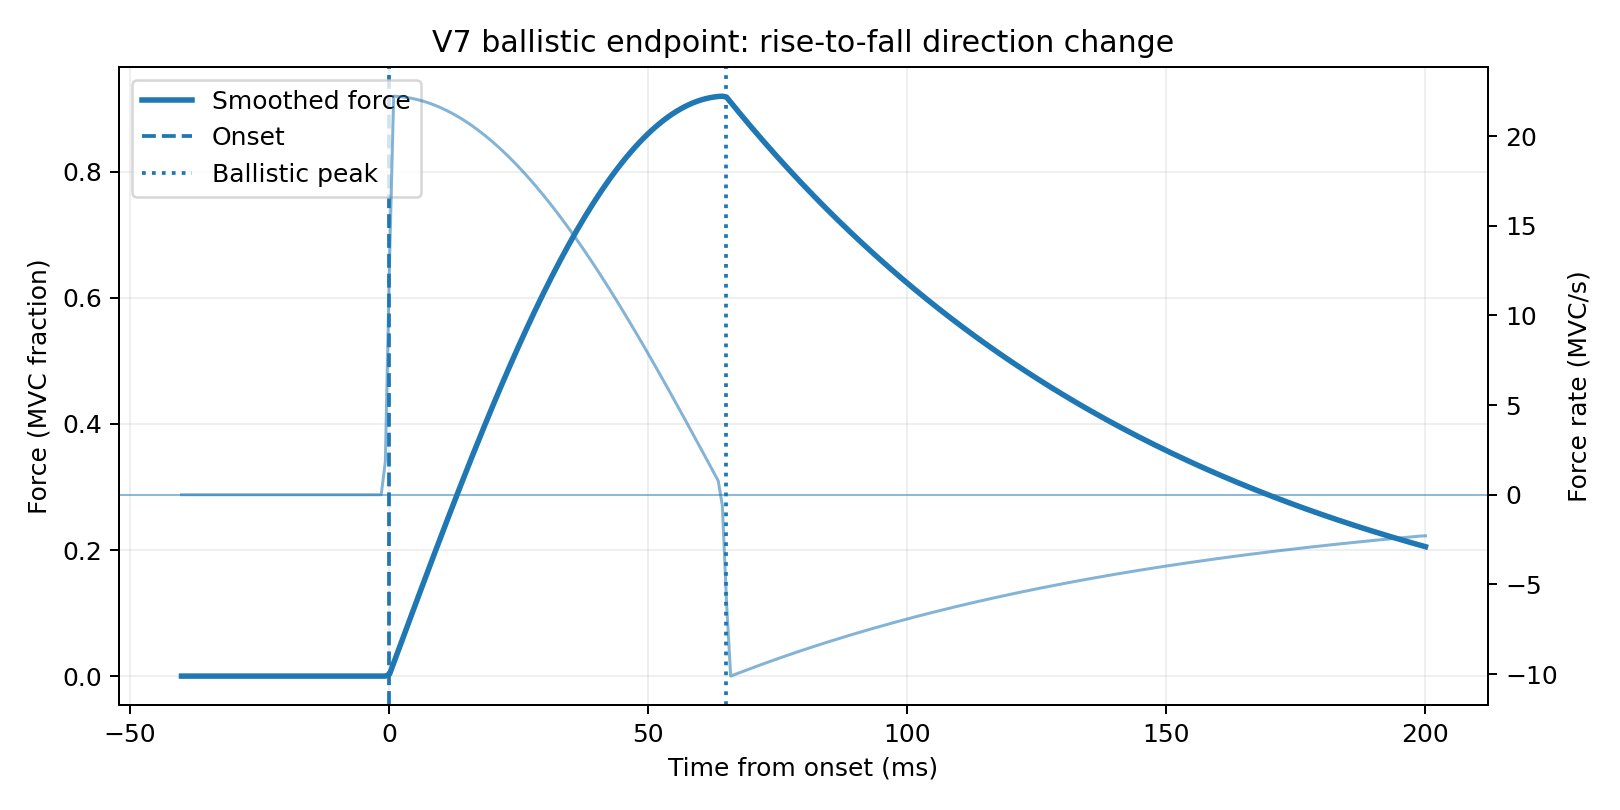 V7 ballistic endpoint: rise-to-fall direction change
Smoothed force
Onset
Ballistic peak
Force (MVC fraction)
0.8
0.6
0.4
0.2
0.0
Force rate (MVC/s)
20
15
10
5
0
−5
−10
−50
0
50
100
150
200
Time from onset (ms)